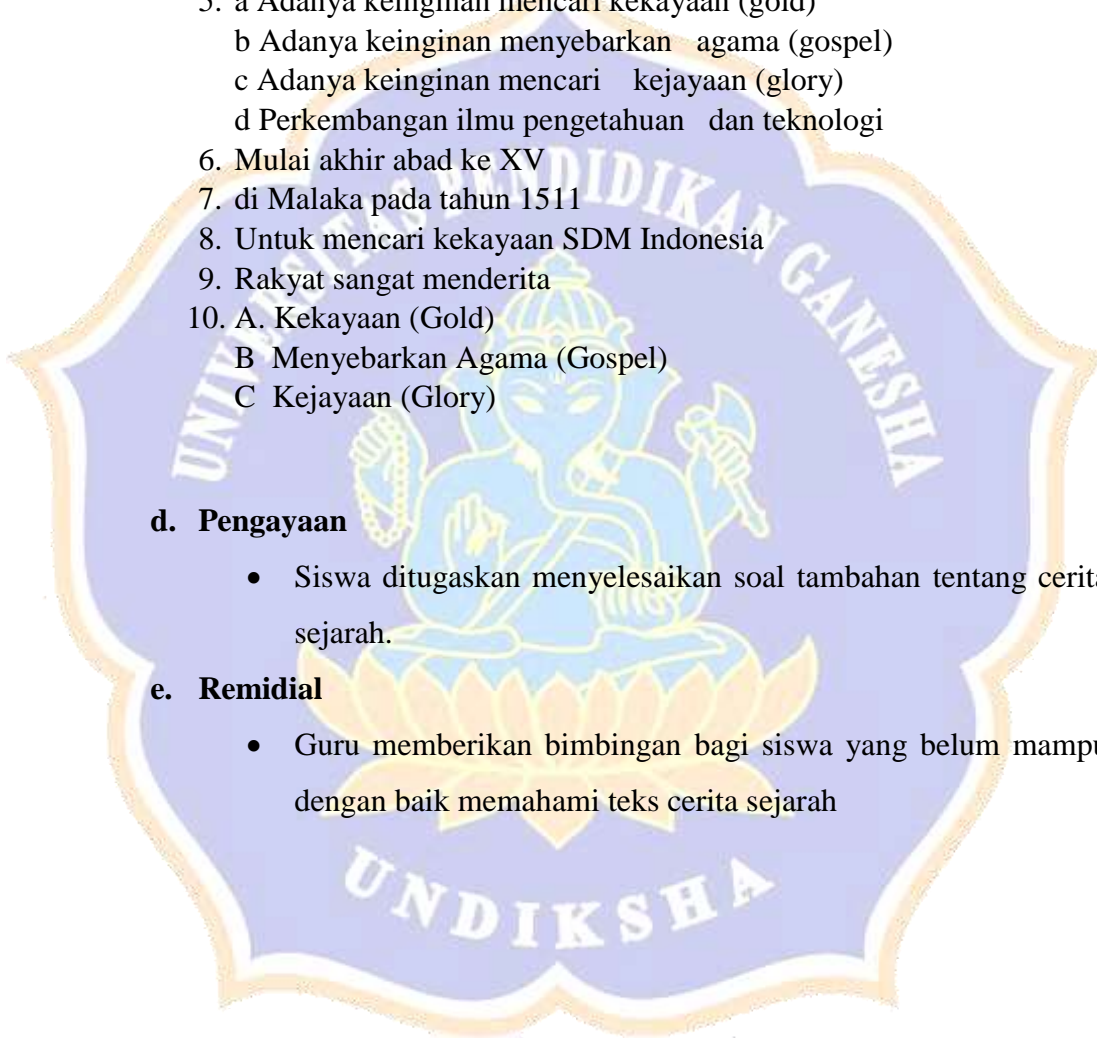 5. a Adanya keinginan mencari kekayaan (gold)
b Adanya keinginan menyebarkan agama (gospel)
c Adanya keinginan mencari kejayaan (glory)
d Perkembangan ilmu pengetahuan dan teknologi
6. Mulai akhir abad ke XV
7. di Malaka pada tahun 1511
8. Untuk mencari kekayaan SDM Indonesia
9. Rakyat sangat menderita
10. A. Kekayaan (Gold)
B Menyebarkan Agama (Gospel)
C Kejayaan (Glory)
UNIVERSITAS PENDIDIKAN GANESHA
d. Pengayaan
• Siswa ditugaskan menyelesaikan soal tambahan tentang cerita
sejarah.
e. Remidial
• Guru memberikan bimbingan bagi siswa yang belum mampu
dengan baik memahami teks cerita sejarah
UNDIKSHA